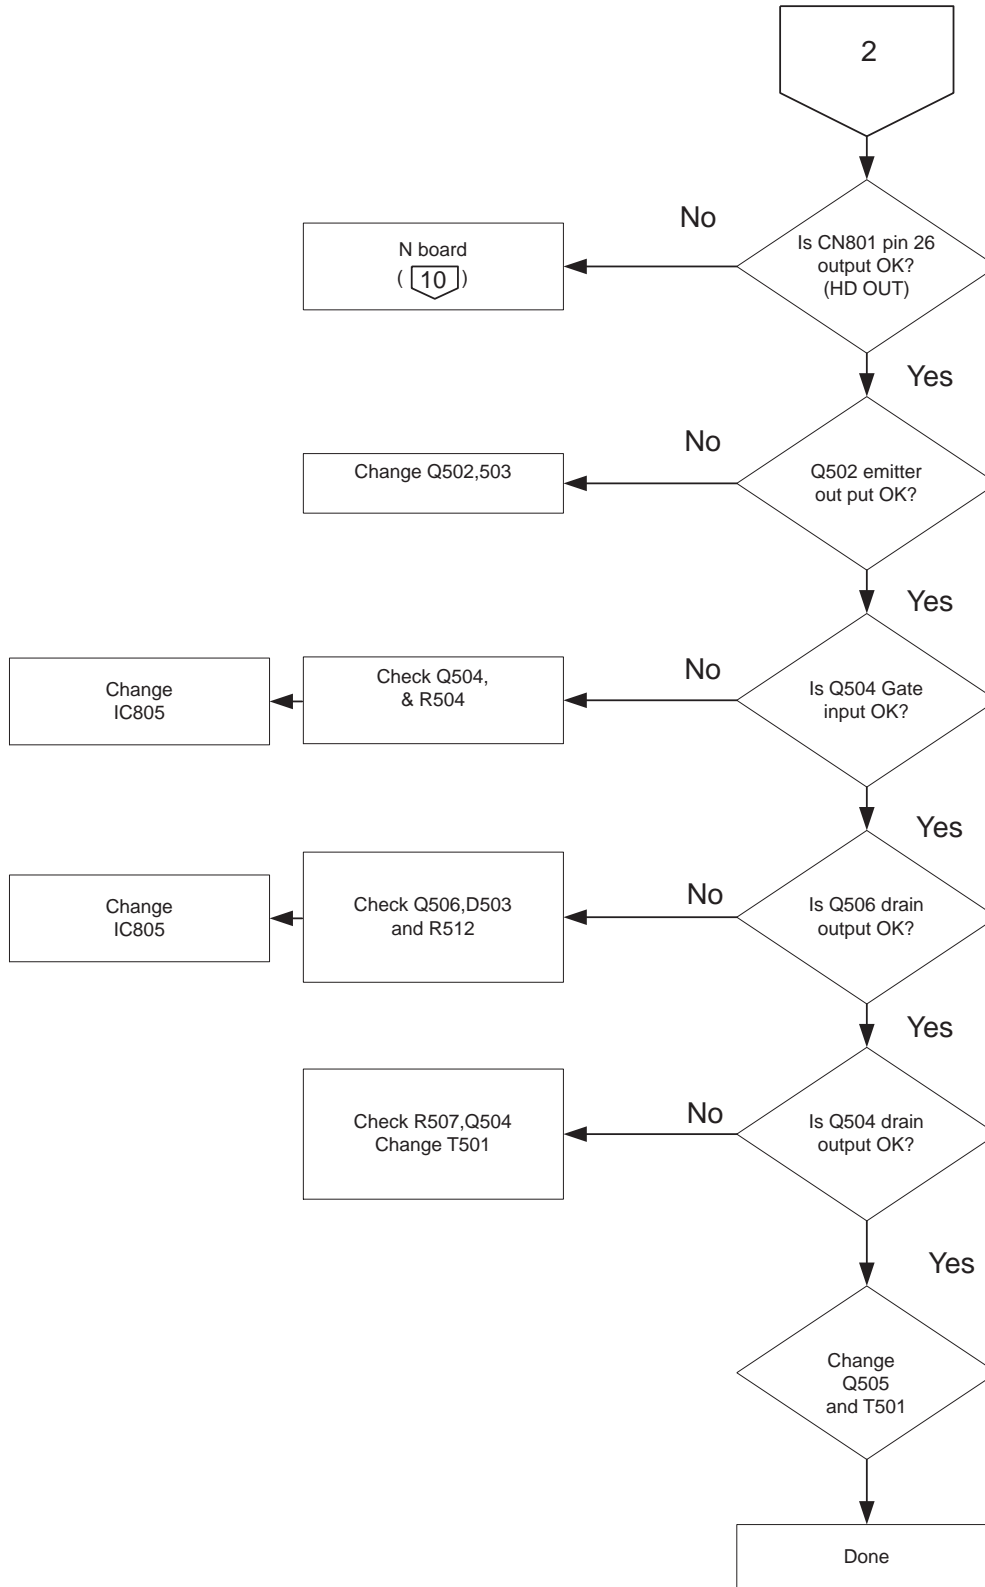 2
Is CN801 pin 26
output OK?
(HD OUT)
No
N board
( 10 )
Yes
Q502 emitter
out put OK?
No
Change Q502,503
Yes
Is Q504 Gate
input OK?
No
Check Q504,
& R504
Change
IC805
Yes
Is Q506 drain
output OK?
No
Check Q506,D503
and R512
Change
IC805
Yes
Is Q504 drain
output OK?
No
Check R507,Q504
Change T501
Yes
Change
Q505
and T501
Done